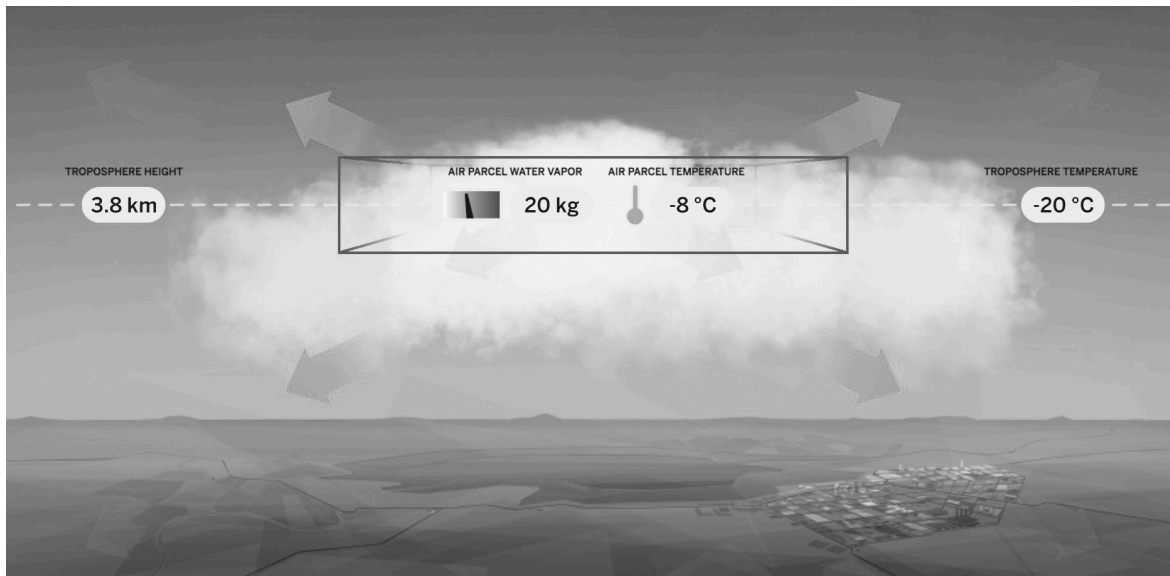 TROPOSPHERE HEIGHT
3.8 km
AIR PARCEL WATER VAPOR
20 kg
AIR PARCEL TEMPERATURE
-8 °C
TROPOSPHERE TEMPERATURE
-20 °C